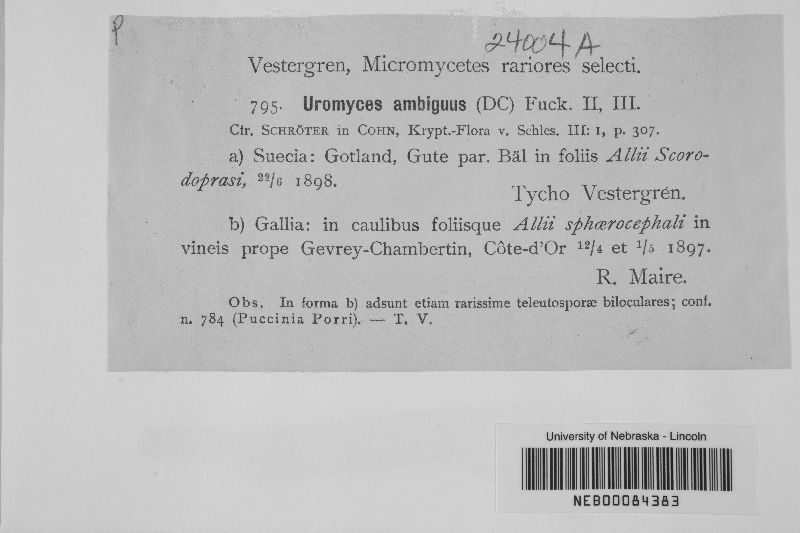 P
24004 A
Vestergren, Micromycetes rariores selecti.
795. Uromyces ambiguus (DC) Fuck. II, III.
Cfr. SCHRÖTER in COHN, Krypt.-Flora v. Schles. III: 1, p. 307.
a) Suecia: Gotland, Gute par. Bäl in foliis Allii Scoro-
doprasi, 22/6 1898.
Tycho Vestergren.
b) Gallia: in caulibus foliisque Allii sphærocephali in
vineis prope Gevrey-Chambertin, Côte-d'Or 12/4 et 1/5 1897.
R. Maire.
Obs. In forma b) adsunt etiam rarissime teleutosporæ biloculares; conf.
n. 784 (Puccinia Porri). — T. V.
University of Nebraska - Lincoln
NEB00084383